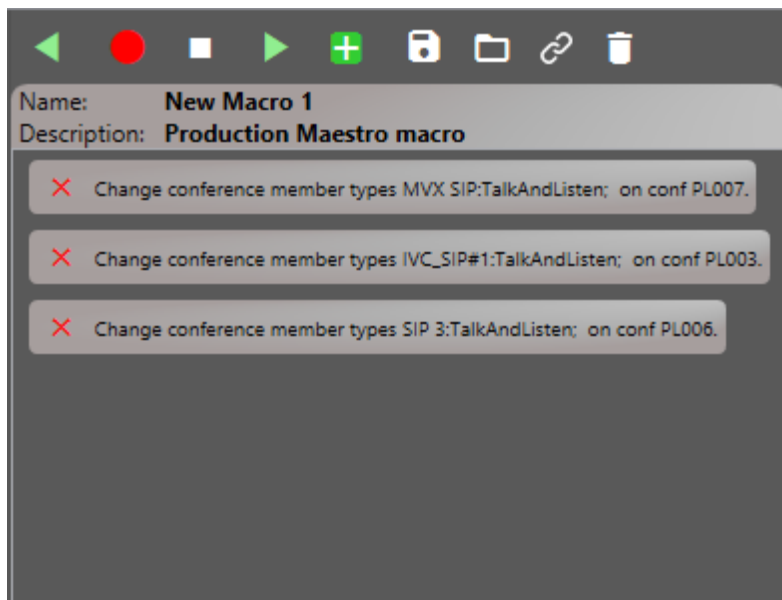 Name: New Macro 1
Description: Production Maestro macro
Change conference member types MVX SIP:TalkAndListen;  on conf PL007.
Change conference member types IVC_SIP#1:TalkAndListen;  on conf PL003.
Change conference member types SIP 3:TalkAndListen;  on conf PL006.